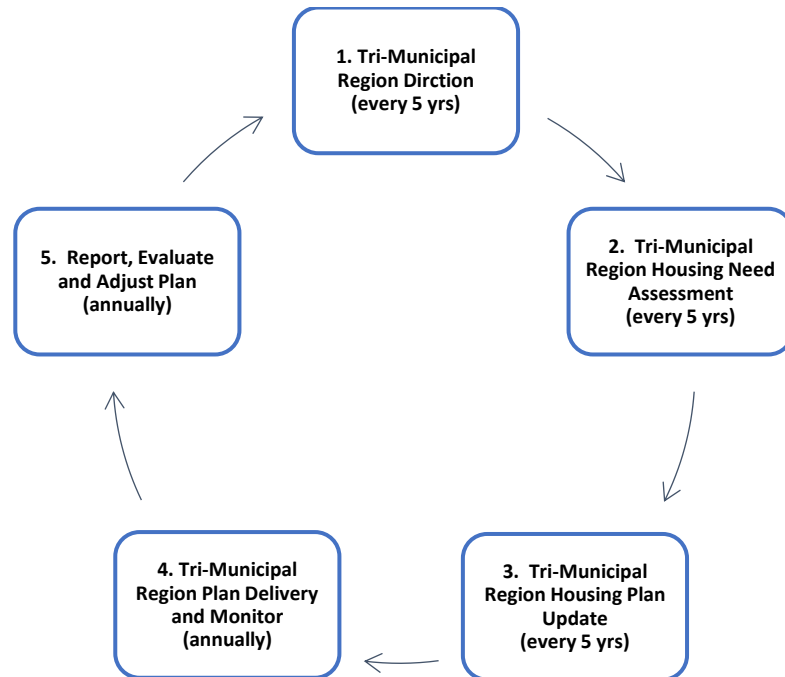 1. Tri-Municipal
Region Dirction
(every 5 yrs)
2. Tri-Municipal
Region Housing Need
Assessment
(every 5 yrs)
3. Tri-Municipal
Region Housing Plan
Update
(every 5 yrs)
4. Tri-Municipal
Region Plan Delivery
and Monitor
(annually)
5. Report, Evaluate
and Adjust Plan
(annually)